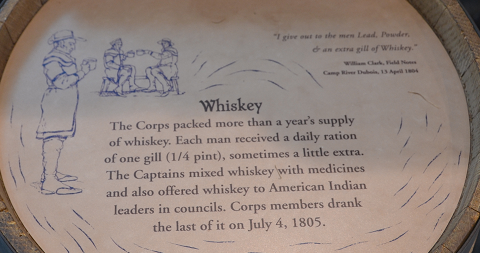 "I give out to the men Lead, Powder,
& an extra gill of Whiskey."
William Clark, Field Notes
Camp River Dubois, 13 April 1804
Whiskey
The Corps packed more than a year's supply
of whiskey. Each man received a daily ration
of one gill (1/4 pint), sometimes a little extra.
The Captains mixed whiskey with medicines
and also offered whiskey to American Indian
leaders in councils. Corps members drank
the last of it on July 4, 1805.